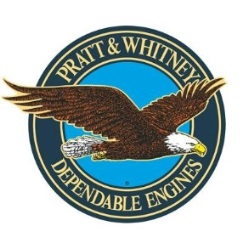 PRATT & WHITNEY
DEPENDABLE ENGINES
®